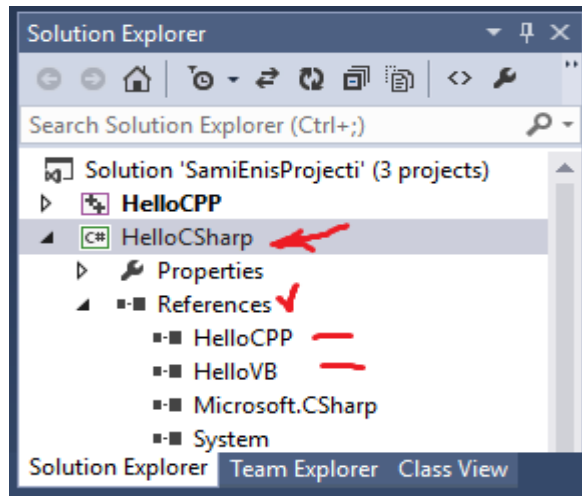 Solution Explorer
Search Solution Explorer (Ctrl+;)
Solution 'SamiEnisProjecti' (3 projects)
HelloCPP
C# HelloCSharp
Properties
References
HelloCPP
HelloVB
Microsoft.CSharp
System
Solution Explorer Team Explorer Class View